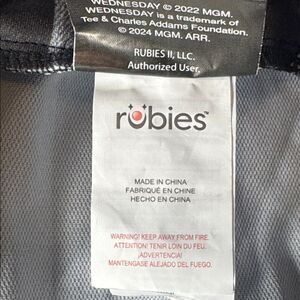 WEDNESDAY © 2022 MGM.
WEDNESDAY is a trademark of
Tee & Charles Addams Foundation.
© 2024 MGM. ARR.
RUBIES II, LLC.
Authorized User
rubies™
MADE IN CHINA
FABRIQUÉ EN CHINE
HECHO EN CHINA
WARNING! KEEP AWAY FROM FIRE.
ATTENTION! TENIR LOIN DU FEU.
¡ADVERTENCIA!
MANTENGASE ALEJADO DEL FUEGO.